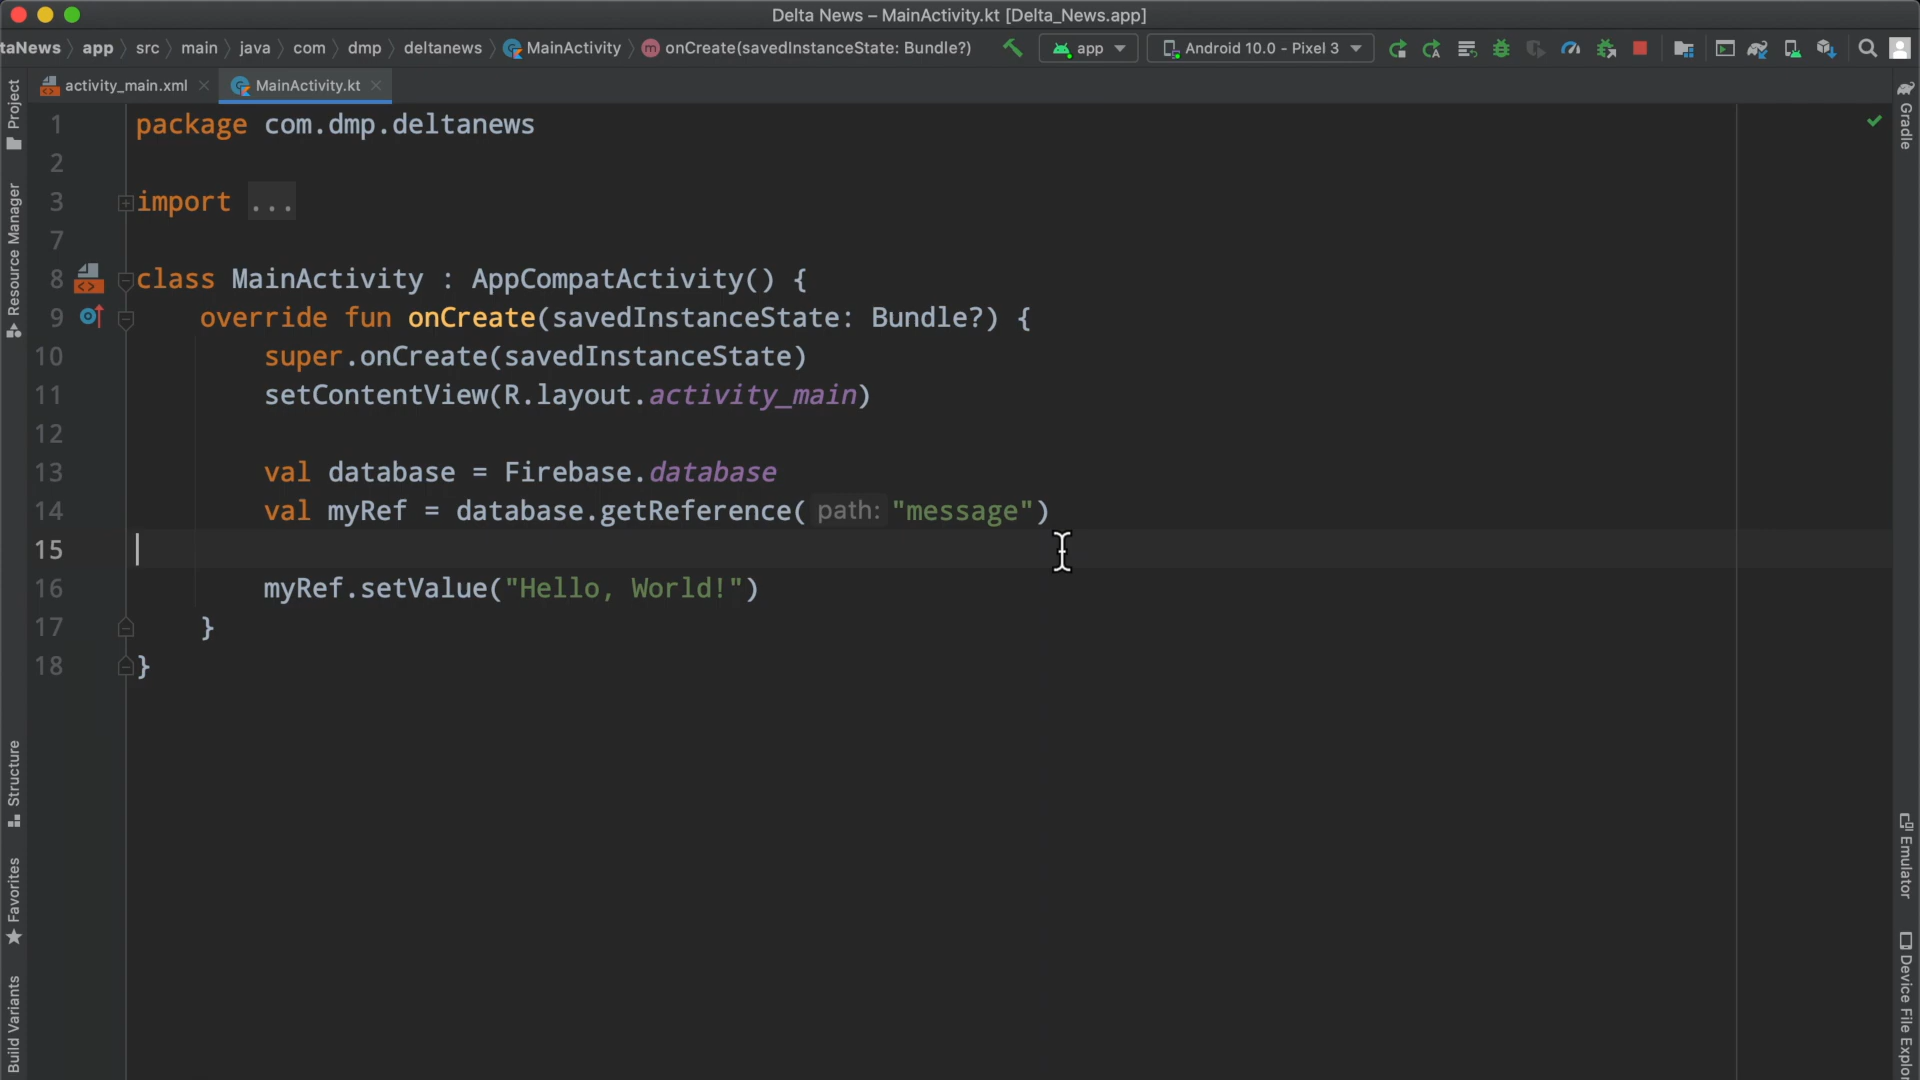 Delta News – MainActivity.kt [Delta_News.app]
taNews app src main java com dmp deltanews MainActivity onCreate(savedInstanceState: Bundle?) app Android 10.0 - Pixel 3
activity_main.xml MainActivity.kt
Project
Resource Manager
Structure
Favorites
Build Variants
1 package com.dmp.deltanews
2
3 import ...
7
8 class MainActivity : AppCompatActivity() {
9 override fun onCreate(savedInstanceState: Bundle?) {
10 super.onCreate(savedInstanceState)
11 setContentView(R.layout.activity_main)
12
13 val database = Firebase.database
14 val myRef = database.getReference( path: "message")
15
16 myRef.setValue("Hello, World!")
17 }
18 }
Gradle
Emulator
Device File Explor